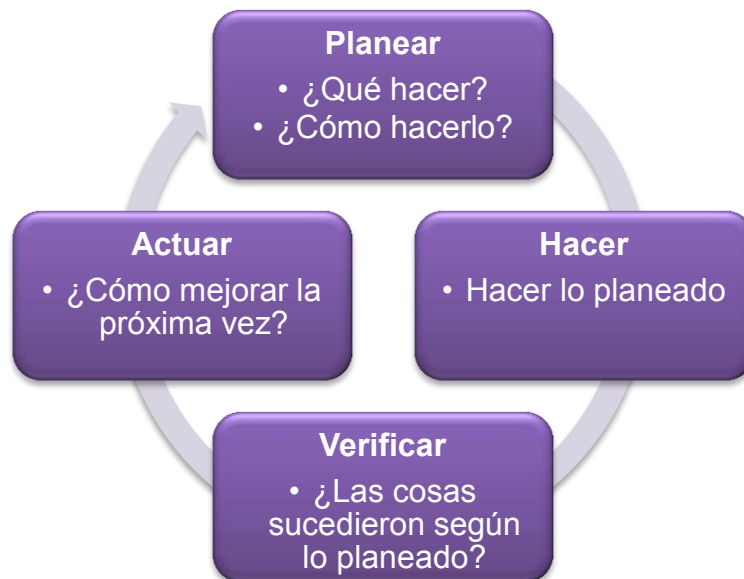 Planear
• ¿Qué hacer?
• ¿Cómo hacerlo?
Hacer
• Hacer lo planeado
Verificar
• ¿Las cosas
sucedieron según
lo planeado?
Actuar
• ¿Cómo mejorar la
próxima vez?